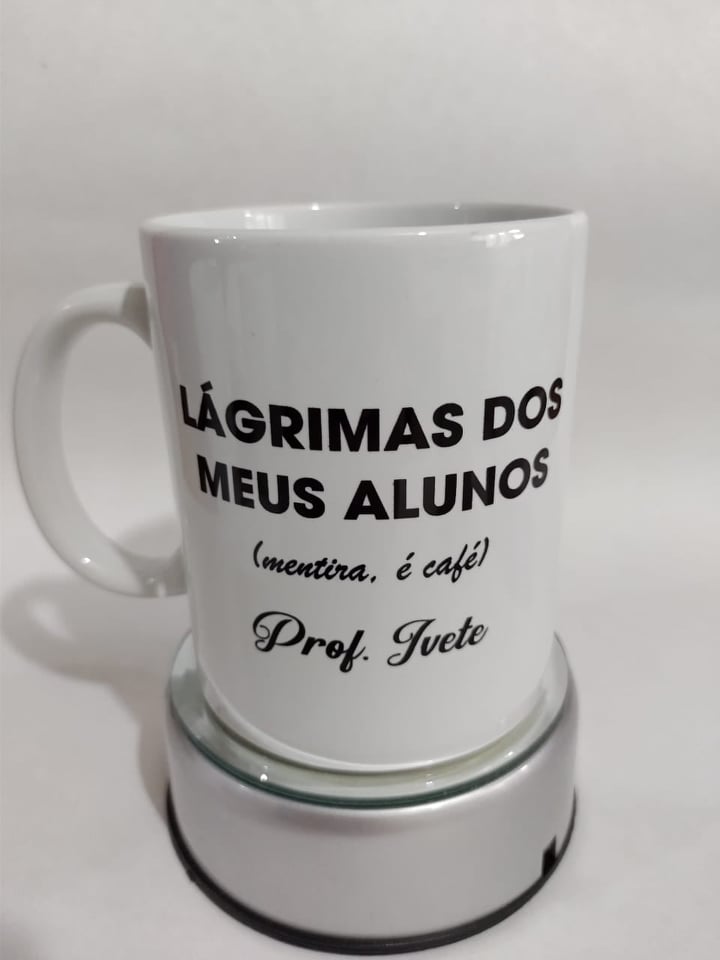 LÁGRIMAS DOS
MEUS ALUNOS
(mentira, é café)
Prof. Ivete